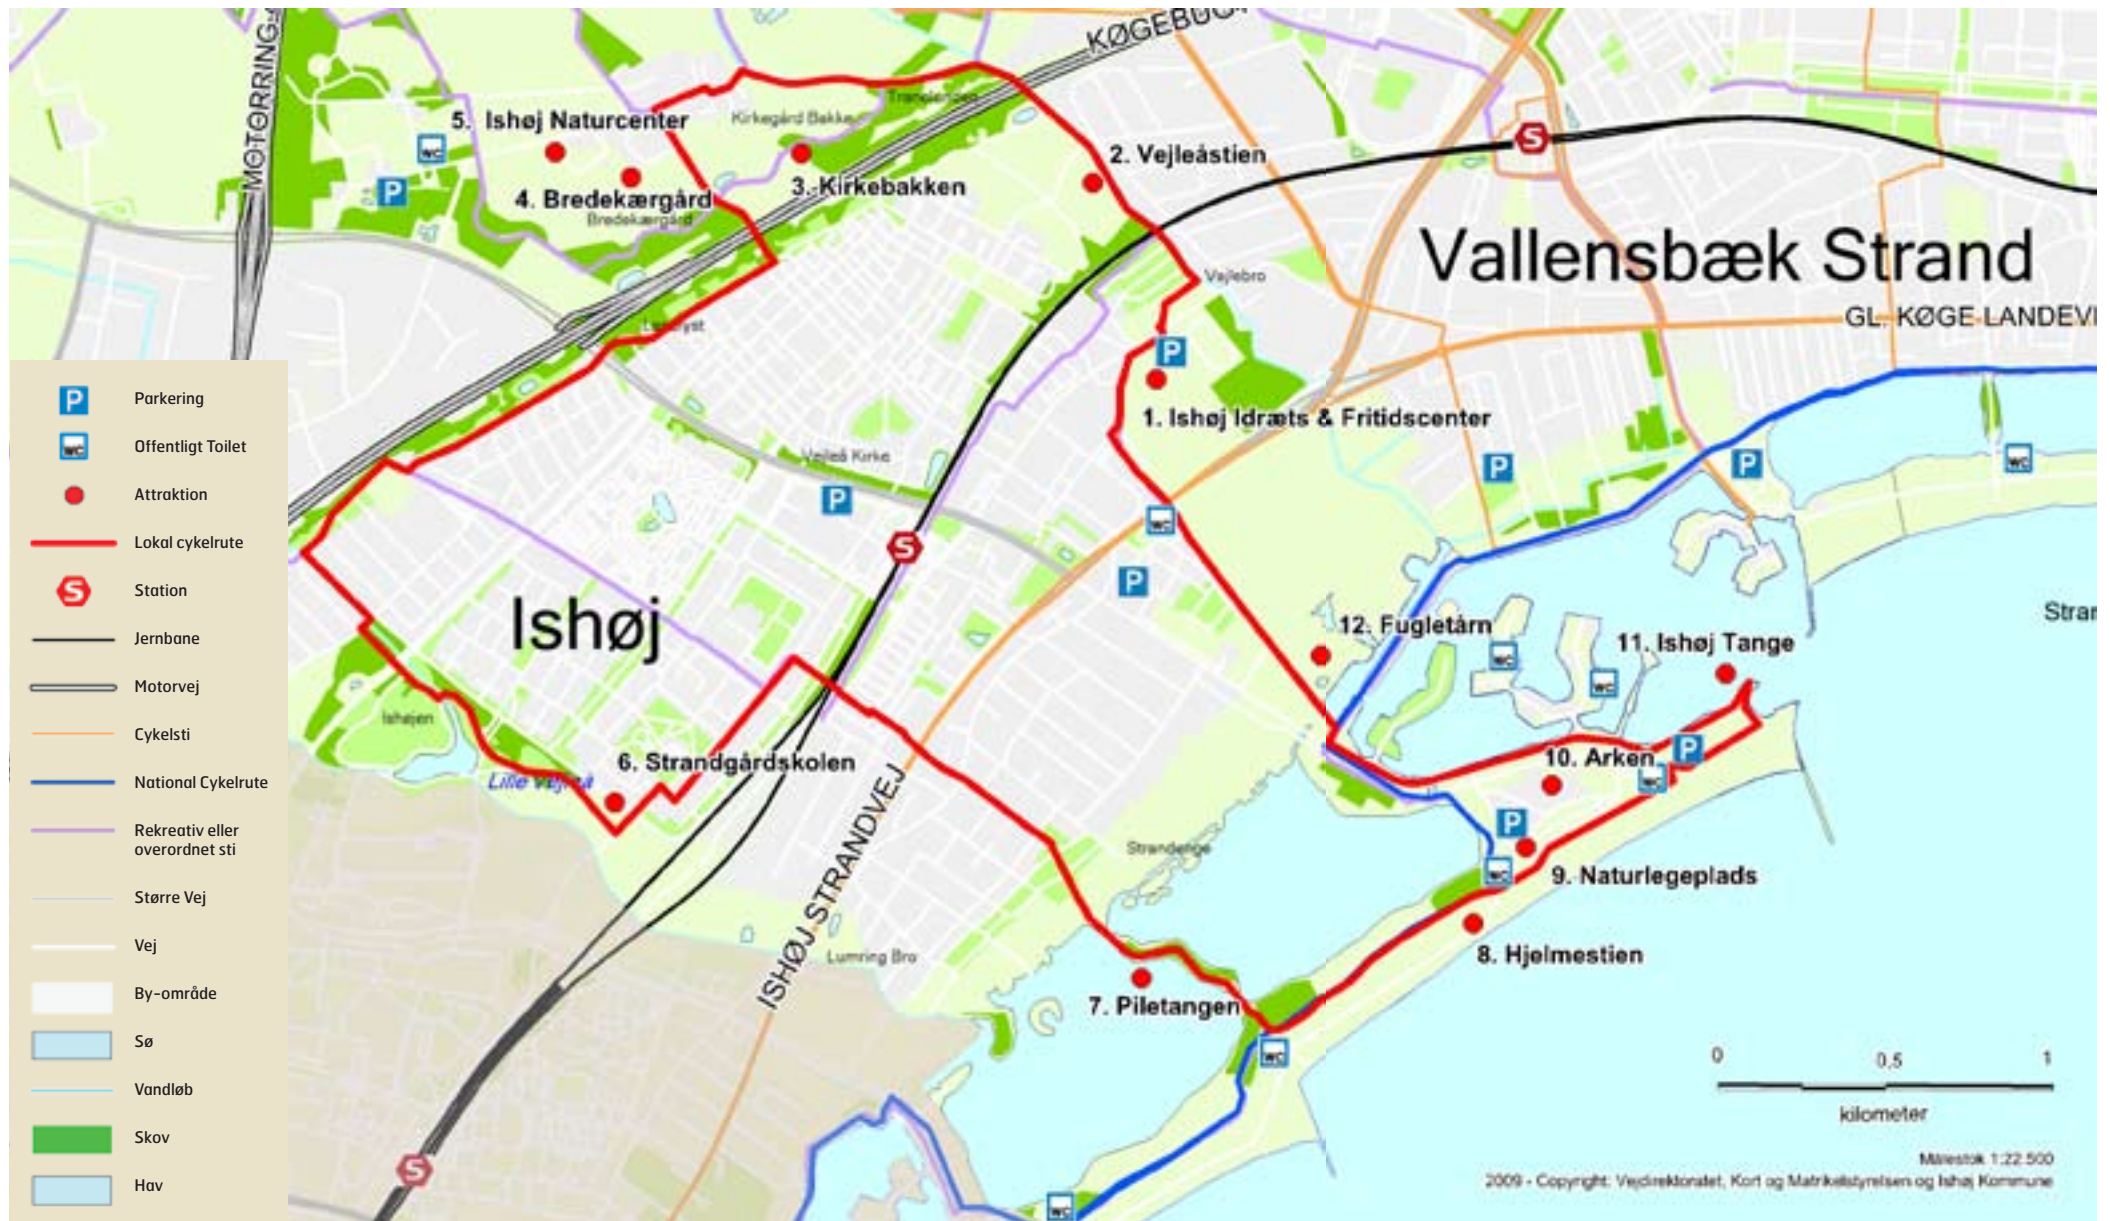 MOTORRING
KØGEBUGT
5. Ishøj Naturcenter
Kirkegård Bakke
2. Vejleåstien
4. Bredekærgård
Bredekærgård
3. Kirkebakken
Vallensbæk Strand
Vejlebro
GL. KØGE LANDEV
1. Ishøj Idræts & Fritidscenter
Vejleå Kirke
Ishøj
12. Fugletårn
11. Ishøj Tange
Stran
Ishøjen
6. Strandgårdskolen
Lille Vejleå
10. Arken
ISHØJ STRANDVEJ
Strandenge
9. Naturlegeplads
8. Hjelmestien
Lumring Bro
7. Piletangen
P
WC
S
Parkering
Offentligt Toilet
Attraktion
Lokal cykelrute
Station
Jernbane
Motorvej
Cykelsti
National Cykelrute
Rekreativ eller
overordnet sti
Større Vej
Vej
By-område
Sø
Vandløb
Skov
Hav
0 0,5 1
kilometer
Målestok 1:22.500
2009 - Copyright: Vejdirektoratet, Kort og Matrikelstyrelsen og Ishøj Kommune